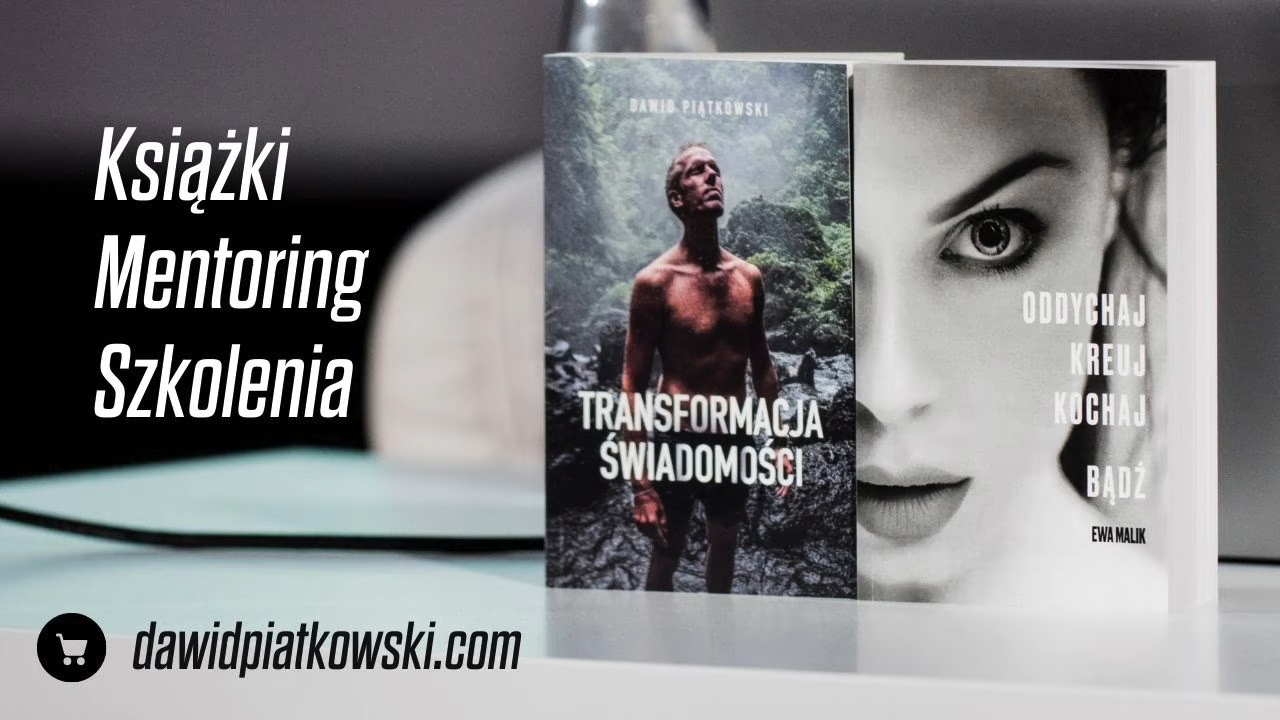 Książki
Mentoring
Szkolenia
dawidpiatkowski.com
DAWID PIĄTKOWSKI
TRANSFORMACJA
ŚWIADOMOŚCI
ODDYCHAJ
KREUJ
KOCHAJ
BĄDŹ
EWA MALIK